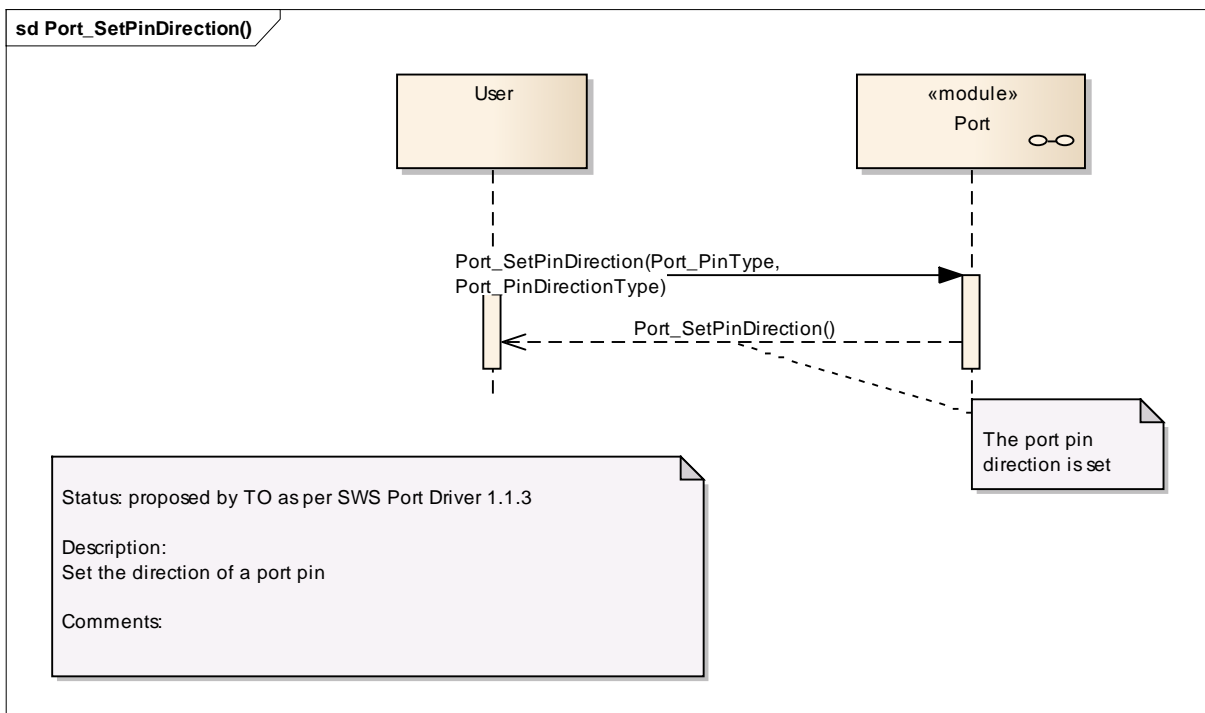 sd Port_SetPinDirection()
User
«module»
Port
Port_SetPinDirection(Port_PinType,
Port_PinDirectionType)
Port_SetPinDirection()
The port pin
direction is set
Status: proposed by TO as per SWS Port Driver 1.1.3
Description:
Set the direction of a port pin
Comments: